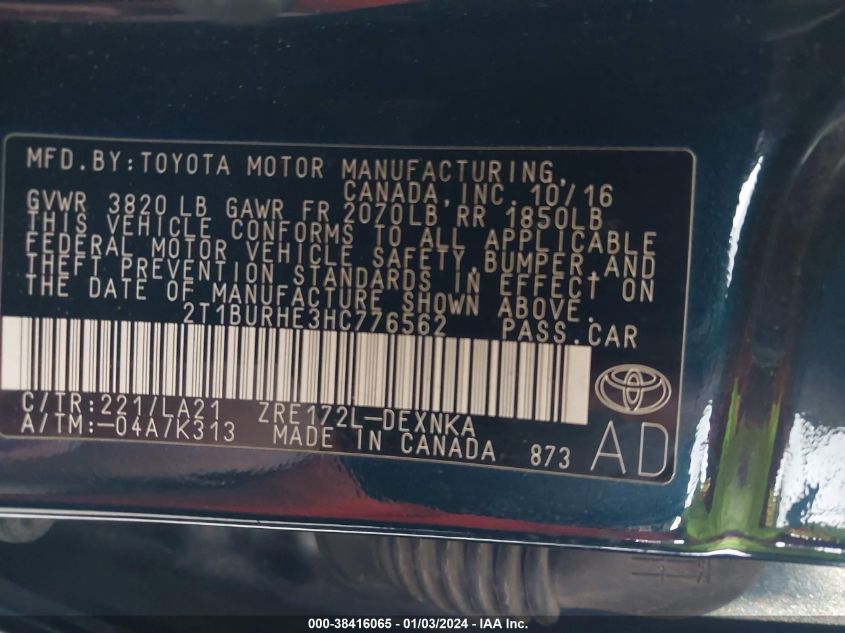 MFD.BY:TOYOTA MOTOR MANUFACTURING,
CANADA,INC. 10/16
GVWR 3820 LB GAWR FR 2070LB RR 1850LB
THIS VEHICLE CONFORMS TO ALL APPLICABLE
FEDERAL MOTOR VEHICLE SAFETY,BUMPER,AND
THEFT PREVENTION STANDARDS IN EFFECT ON
THE DATE OF MANUFACTURE SHOWN ABOVE.
2T1BURHE3HC776562 PASS.CAR
C/TR:221/LA21 ZRE172L-DEXNKA
A/TM:-04A/K313 MADE IN CANADA 873 AD
000-38416065 - 01/03/2024 - IAA Inc.